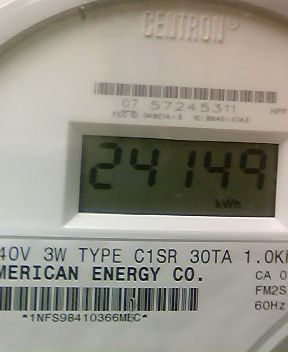 CENTRON®
07 57245311
24149
kWh
40V 3W TYPE C1SR 30TA 1.0K
MERICAN ENERGY CO.
CA 0
FM2S
60Hz
*1NFS98410366MEC*